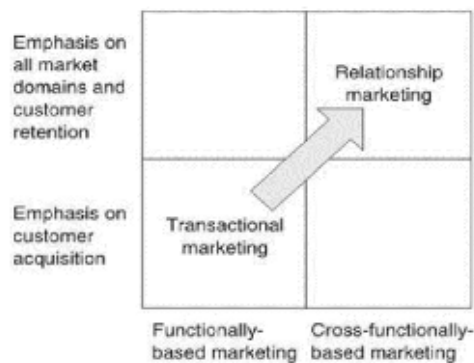 Emphasis on
all market
domains and
customer
retention
Relationship
marketing
Emphasis on
customer
acquisition
Transactional
marketing
Functionally-
based marketing
Cross-functionally-
based marketing